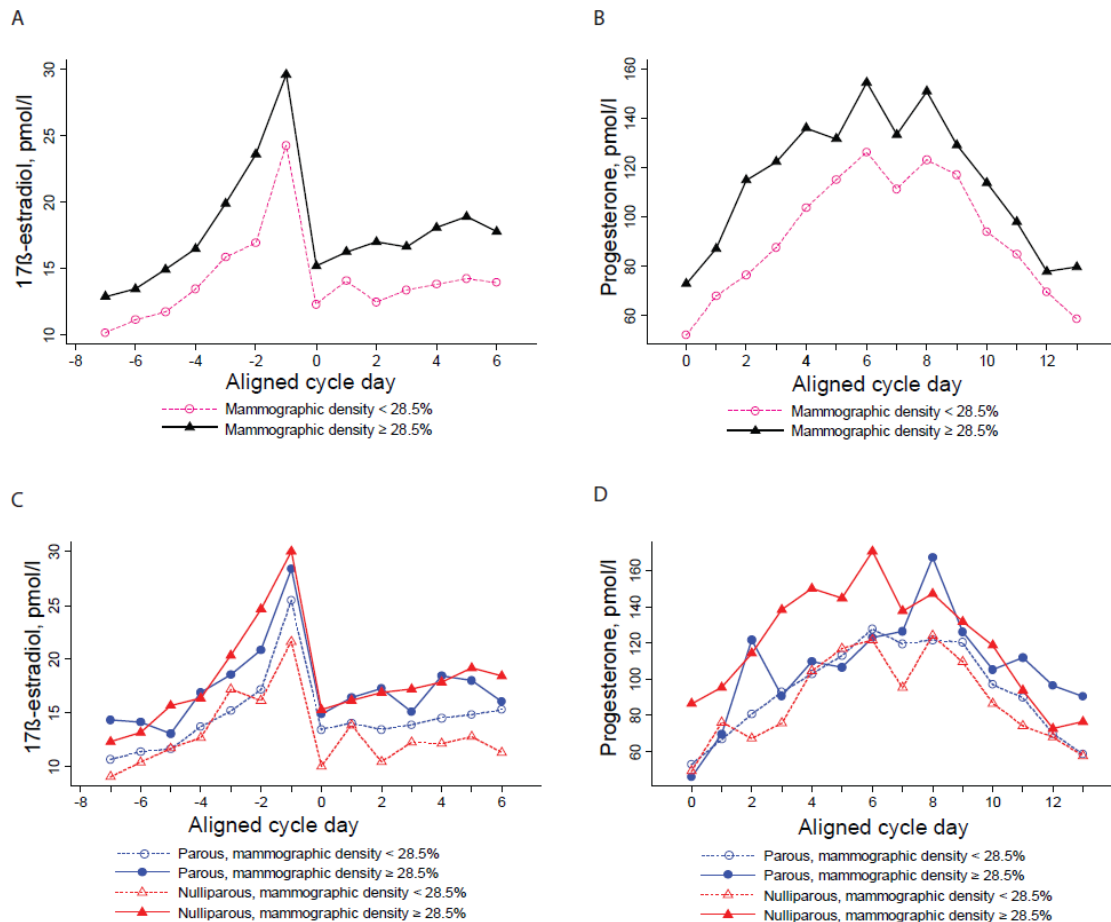 A
17ß-estradiol, pmol/l
30
25
20
15
10
-8 -6 -4 -2 0 2 4 6
Aligned cycle day
Mammographic density < 28.5%
Mammographic density ≥ 28.5%
B
Progesterone, pmol/l
160
140
120
100
80
60
0 2 4 6 8 10 12
Aligned cycle day
Mammographic density < 28.5%
Mammographic density ≥ 28.5%
C
17ß-estradiol, pmol/l
30
25
20
15
10
-8 -6 -4 -2 0 2 4 6
Aligned cycle day
Parous, mammographic density < 28.5%
Parous, mammographic density ≥ 28.5%
Nulliparous, mammographic density < 28.5%
Nulliparous, mammographic density ≥ 28.5%
D
Progesterone, pmol/l
160
140
120
100
80
60
0 2 4 6 8 10 12
Aligned cycle day
Parous, mammographic density < 28.5%
Parous, mammographic density ≥ 28.5%
Nulliparous, mammographic density < 28.5%
Nulliparous, mammographic density ≥ 28.5%